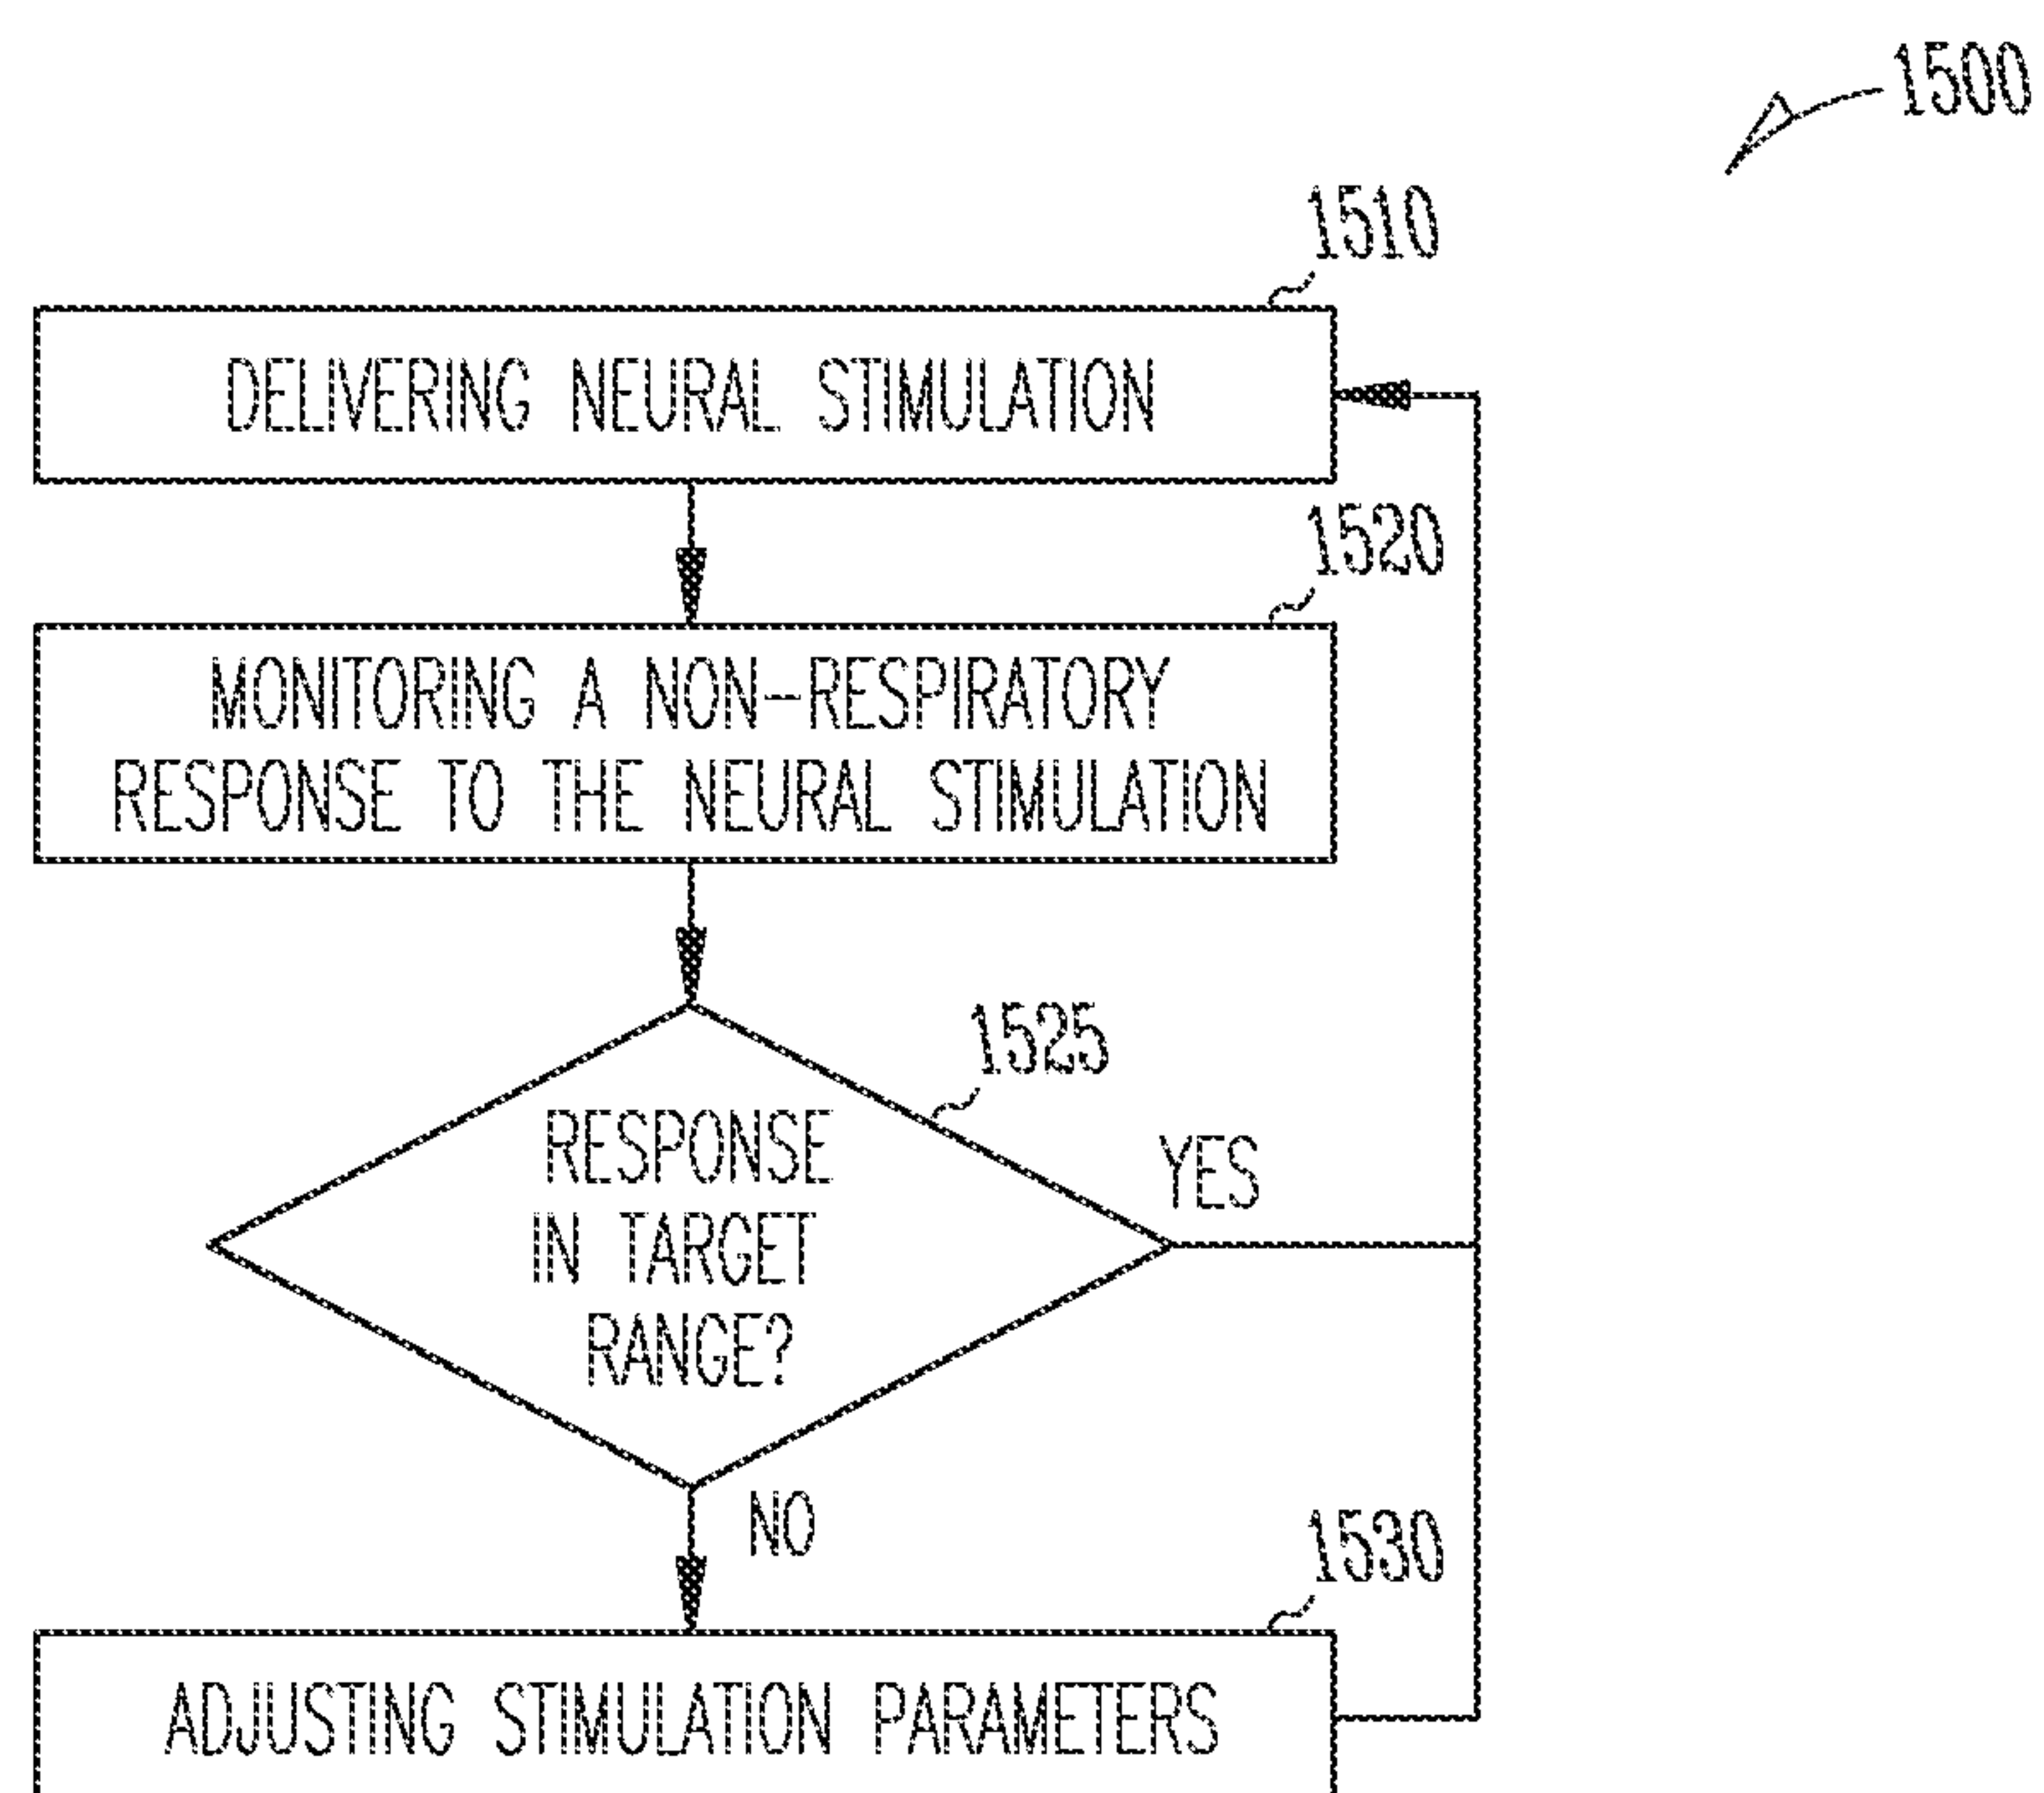 1500
1510
DELIVERING NEURAL STIMULATION
1520
MONITORING A NON-RESPIRATORY
RESPONSE TO THE NEURAL STIMULATION
1525
RESPONSE
IN TARGET
RANGE?
YES
NO
1530
ADJUSTING STIMULATION PARAMETERS